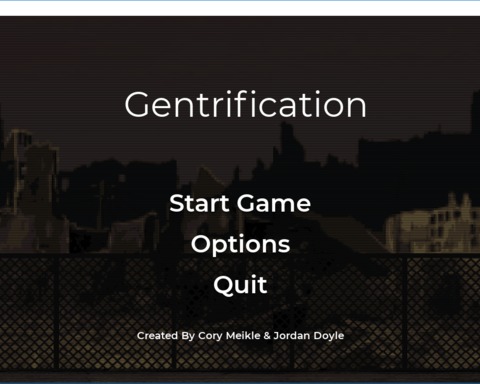 Gentrification
Start Game
Options
Quit
Created By Cory Meikle & Jordan Doyle